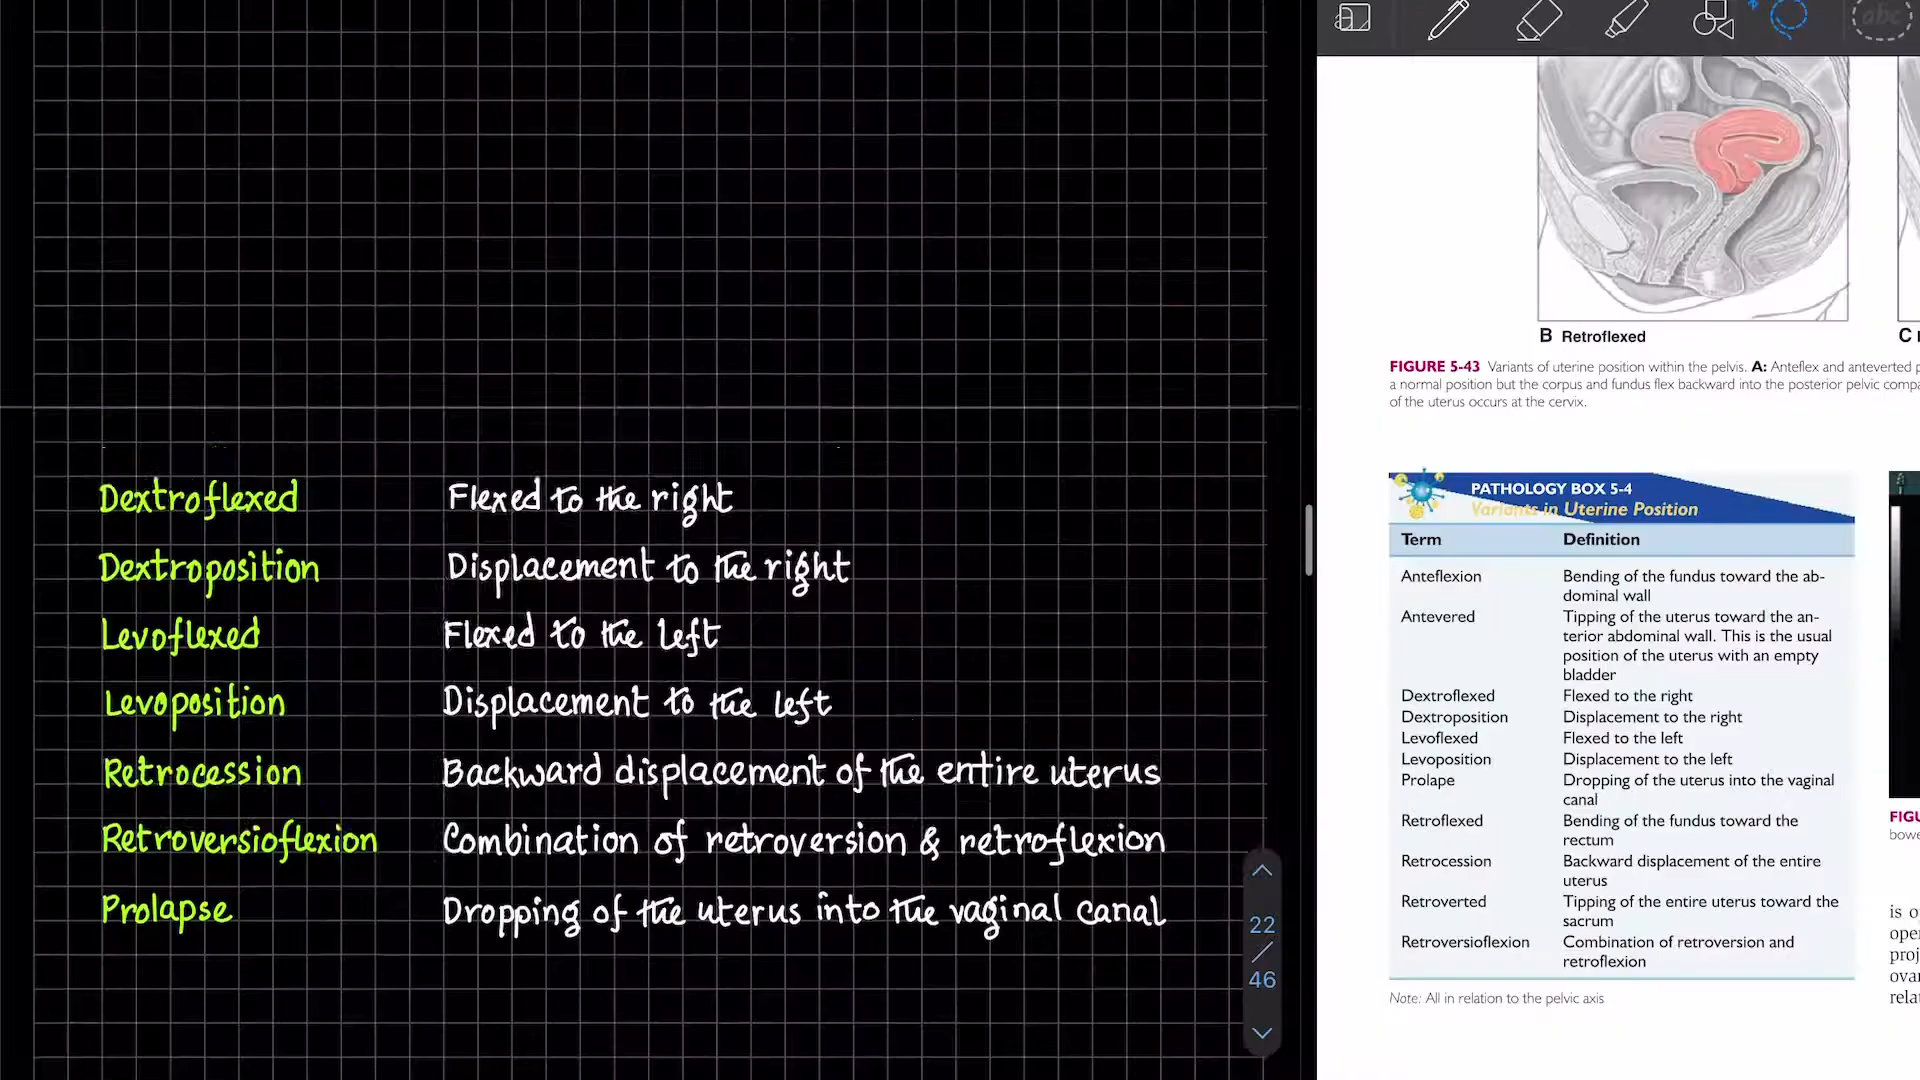 Dextroflexed Flexed to the right
Dextroposition Displacement to the right
Levoflexed Flexed to the left
Levoposition Displacement to the left
Retrocession Backward displacement of the entire uterus
Retroversioflexion Combination of retroversion & retroflexion
Prolapse Dropping of the uterus into the vaginal canal
22
/
46
abc
B Retroflexed
C
FIGURE 5-43 Variants of uterine position within the pelvis. A: Anteflex and anteverted
a normal position but the corpus and fundus flex backward into the posterior pelvic
of the uterus occurs at the cervix.
PATHOLOGY BOX 5-4
Variants in Uterine Position
Term Definition
Anteflexion Bending of the fundus toward the ab-
dominal wall
Antevered Tipping of the uterus toward the an-
terior abdominal wall. This is the usual
position of the uterus with an empty
bladder
Dextroflexed Flexed to the right
Dextroposition Displacement to the right
Levoflexed Flexed to the left
Levoposition Displacement to the left
Prolape Dropping of the uterus into the vaginal
canal
Retroflexed Bending of the fundus toward the
rectum
Retrocession Backward displacement of the entire
uterus
Retroverted Tipping of the entire uterus toward the
sacrum
Retroversioflexion Combination of retroversion and
retroflexion
Note: All in relation to the pelvic axis